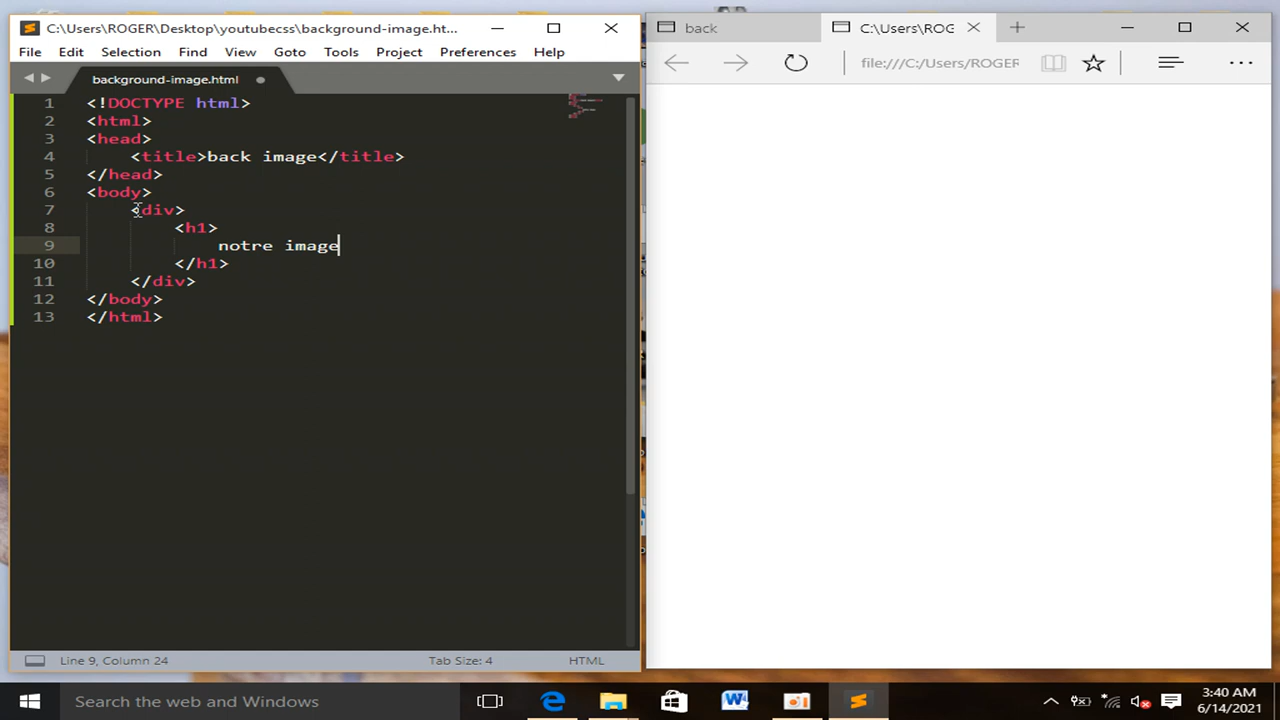 C:\Users\ROGER\Desktop\youtubecss\background-image.ht...
File Edit Selection Find View Goto Tools Project Preferences Help
background-image.html
1 <!DOCTYPE html>
2 <html>
3 <head>
4 <title>back image</title>
5 </head>
6 <body>
7 <div>
8 <h1>
9 notre image
10 </h1>
11 </div>
12 </body>
13 </html>
Line 9, Column 24 Tab Size: 4 HTML
back C:\Users\ROG
file:///C:/Users/ROGER
Search the web and Windows
3:40 AM
6/14/2021